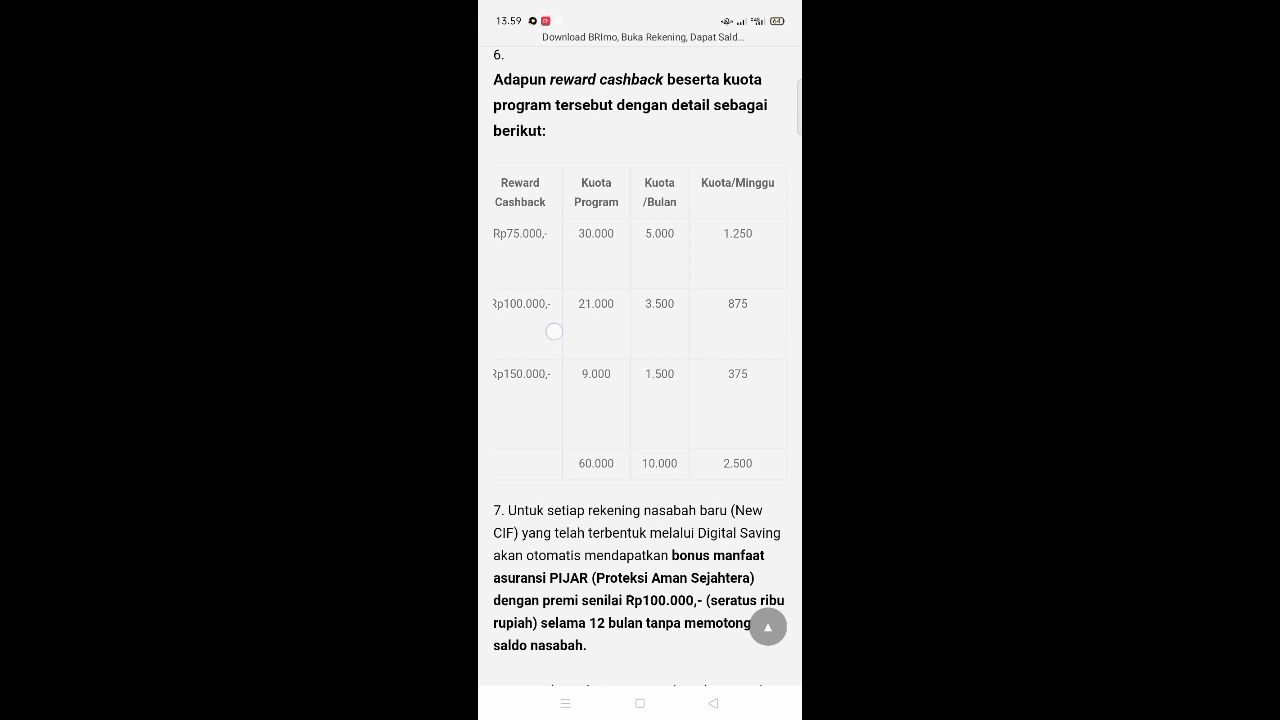 13.59
64
Download BRImo, Buka Rekening, Dapat Sald...
6.
Adapun reward cashback beserta kuota
program tersebut dengan detail sebagai
berikut:
Reward Cashback Kuota Program Kuota /Bulan Kuota/Minggu
Rp75.000,- 30.000 5.000 1.250
Rp100.000,- 21.000 3.500 875
Rp150.000,- 9.000 1.500 375
60.000 10.000 2.500
7. Untuk setiap rekening nasabah baru (New
CIF) yang telah terbentuk melalui Digital Saving
akan otomatis mendapatkan bonus manfaat
asuransi PIJAR (Proteksi Aman Sejahtera)
dengan premi senilai Rp100.000,- (seratus ribu
rupiah) selama 12 bulan tanpa memotong
saldo nasabah.